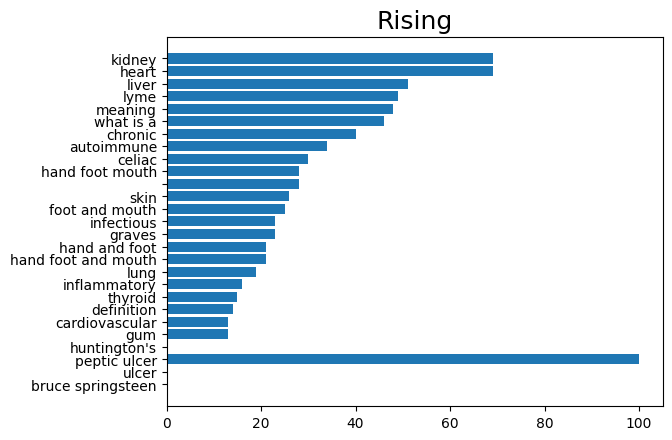 Rising
kidney
heart
liver
lyme
meaning
what is a
chronic
autoimmune
celiac
hand foot mouth
skin
foot and mouth
infectious
graves
hand and foot
hand foot and mouth
lung
inflammatory
thyroid
definition
cardiovascular
gum
huntington's
peptic ulcer
ulcer
bruce springsteen
0 20 40 60 80 100